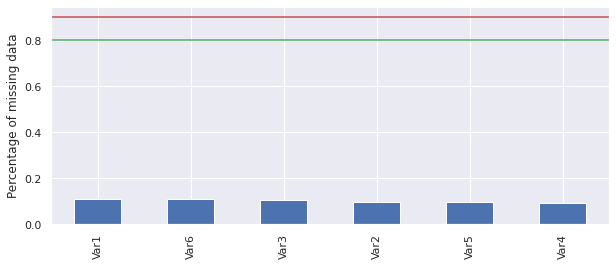 Percentage of missing data
0.8
0.6
0.4
0.2
0.0
Var1 Var6 Var3 Var2 Var5 Var4